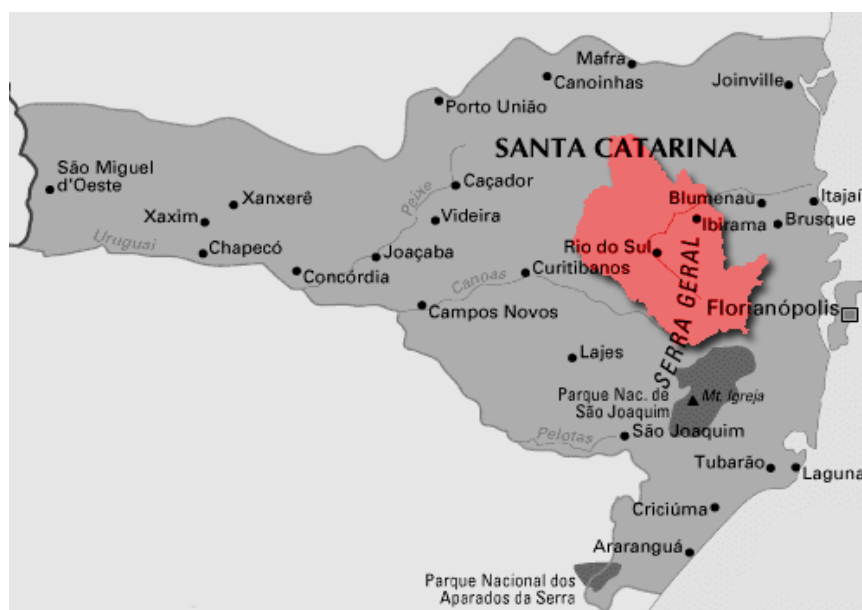 Mafra
Canoinhas
Joinville
Porto União
SANTA CATARINA
São Miguel
d'Oeste
Caçador
Peixe
Xanxerê
Blumenau
Itajaí
Xaxim
Videira
Ibirama
Brusque
Uruguai
Chapecó
Joaçaba
Rio do Sul
Concórdia
Canoas
Curitibanos
SERRA GERAL
Campos Novos
Florianópolis
Lajes
Parque Nac. de
São Joaquim
Mt. Igreja
Pelotas
São Joaquim
Tubarão
Laguna
Criciúma
Araranguá
Parque Nacional dos
Aparados da Serra